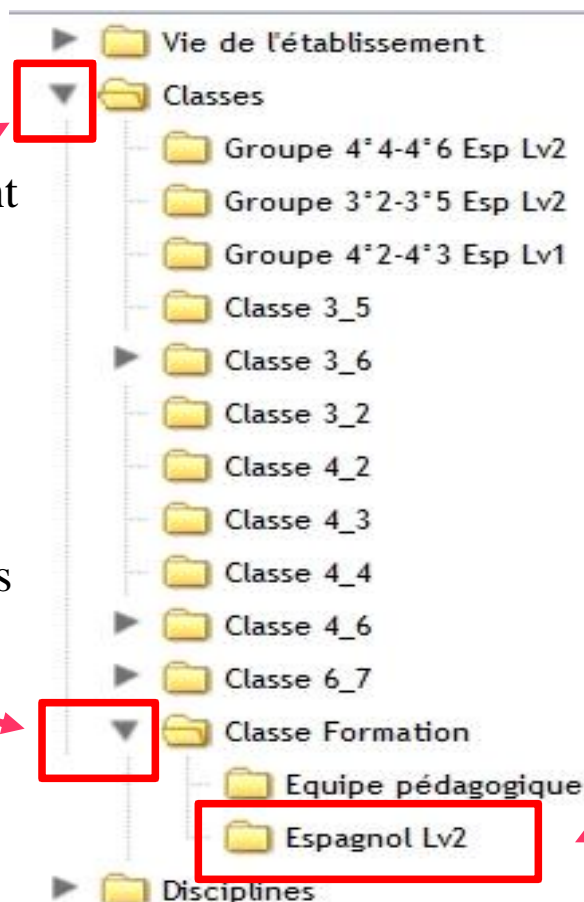 Vie de l'établissement
Classes
Groupe 4°4-4°6 Esp Lv2
nt
Groupe 3°2-3°5 Esp Lv2
Groupe 4°2-4°3 Esp Lv1
Classe 3_5
Classe 3_6
Classe 3_2
Classe 4_2
Classe 4_3
Classe 4_4
s
Classe 4_6
Classe 6_7
Classe Formation
Equipe pédagogique
Espagnol Lv2
Disciplines